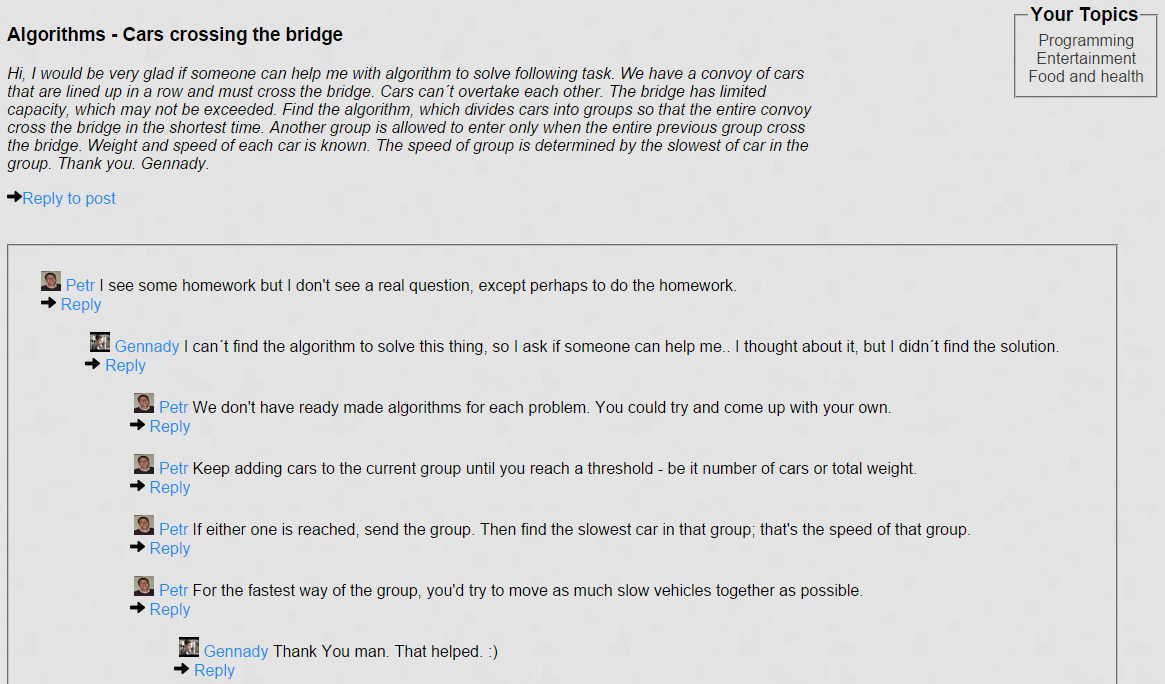 Your Topics
Programming
Entertainment
Food and health
Algorithms - Cars crossing the bridge
Hi, I would be very glad if someone can help me with algorithm to solve following task. We have a convoy of cars
that are lined up in a row and must cross the bridge. Cars can´t overtake each other. The bridge has limited
capacity, which may not be exceeded. Find the algorithm, which divides cars into groups so that the entire convoy
cross the bridge in the shortest time. Another group is allowed to enter only when the entire previous group cross
the bridge. Weight and speed of each car is known. The speed of group is determined by the slowest of car in the
group. Thank you. Gennady.
Reply to post
Petr I see some homework but I don't see a real question, except perhaps to do the homework.
Reply
Gennady I can´t find the algorithm to solve this thing, so I ask if someone can help me.. I thought about it, but I didn´t find the solution.
Reply
Petr We don't have ready made algorithms for each problem. You could try and come up with your own.
Reply
Petr Keep adding cars to the current group until you reach a threshold - be it number of cars or total weight.
Reply
Petr If either one is reached, send the group. Then find the slowest car in that group; that's the speed of that group.
Reply
Petr For the fastest way of the group, you'd try to move as much slow vehicles together as possible.
Reply
Gennady Thank You man. That helped. :)
Reply